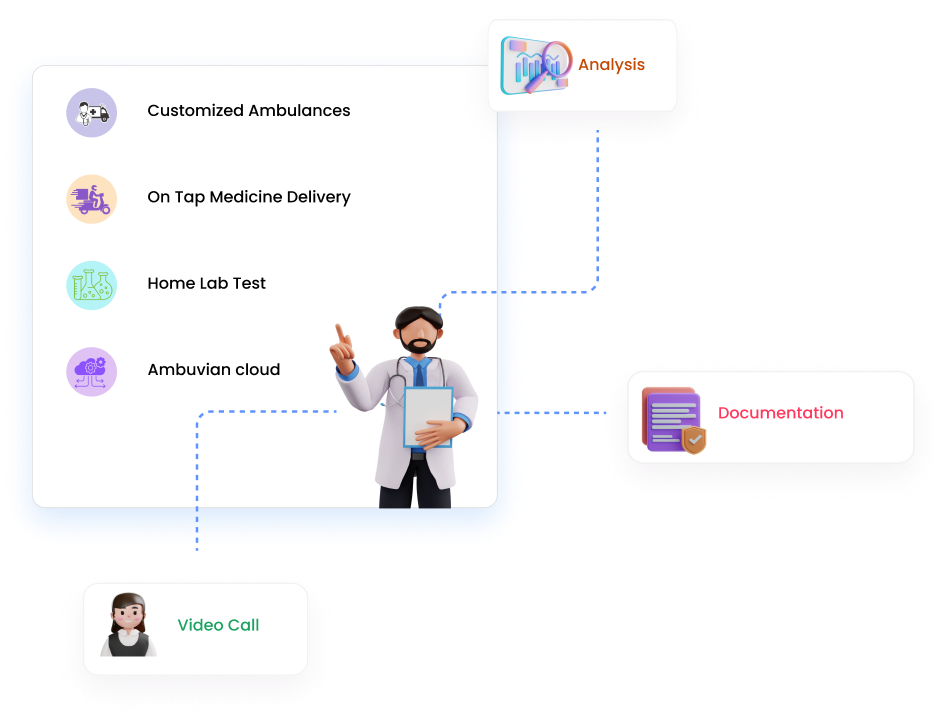 Analysis
Customized Ambulances
On Tap Medicine Delivery
Home Lab Test
Ambuvian cloud
Documentation
Video Call